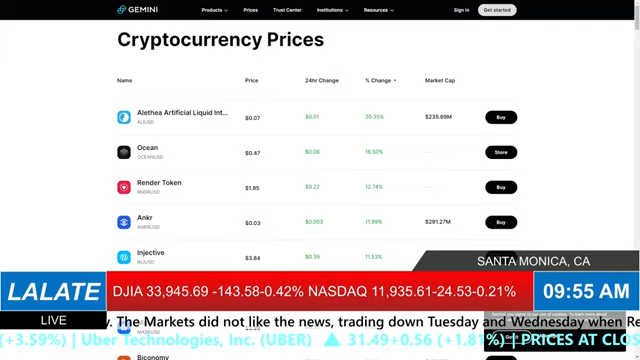 GEMINI
Products Prices Trust Center Institutions Resources Sign in Get started
Cryptocurrency Prices
Name Price 24hr Change % Change Market Cap
Alethea Artificial Liquid Int... $0.07 $0.01 20.35% $235.69M Buy
ALIUSD
Ocean $0.47 $0.06 16.50% Store
OCEANUSD
Render Token $1.95 $0.22 12.74% Buy
RNDRUSD
Ankr $0.03 $0.003 11.99% $291.27M Buy
ANKRUSD
Injective $3.84 $0.39 11.53%
INJUSD
SANTA MONICA, CA
LALATE DJIA 33,945.69 -143.58-0.42% NASDAQ 11,935.61-24.53-0.21% 09:55 AM
LIVE
y. The Markets did not like the news, trading down Tuesday and Wednesday when Re
(+3.59%) | Uber Technologies, Inc. (UBER) ▲ 31.49+0.56 (+1.81%) | PRICES AT CLOS
Biconomy